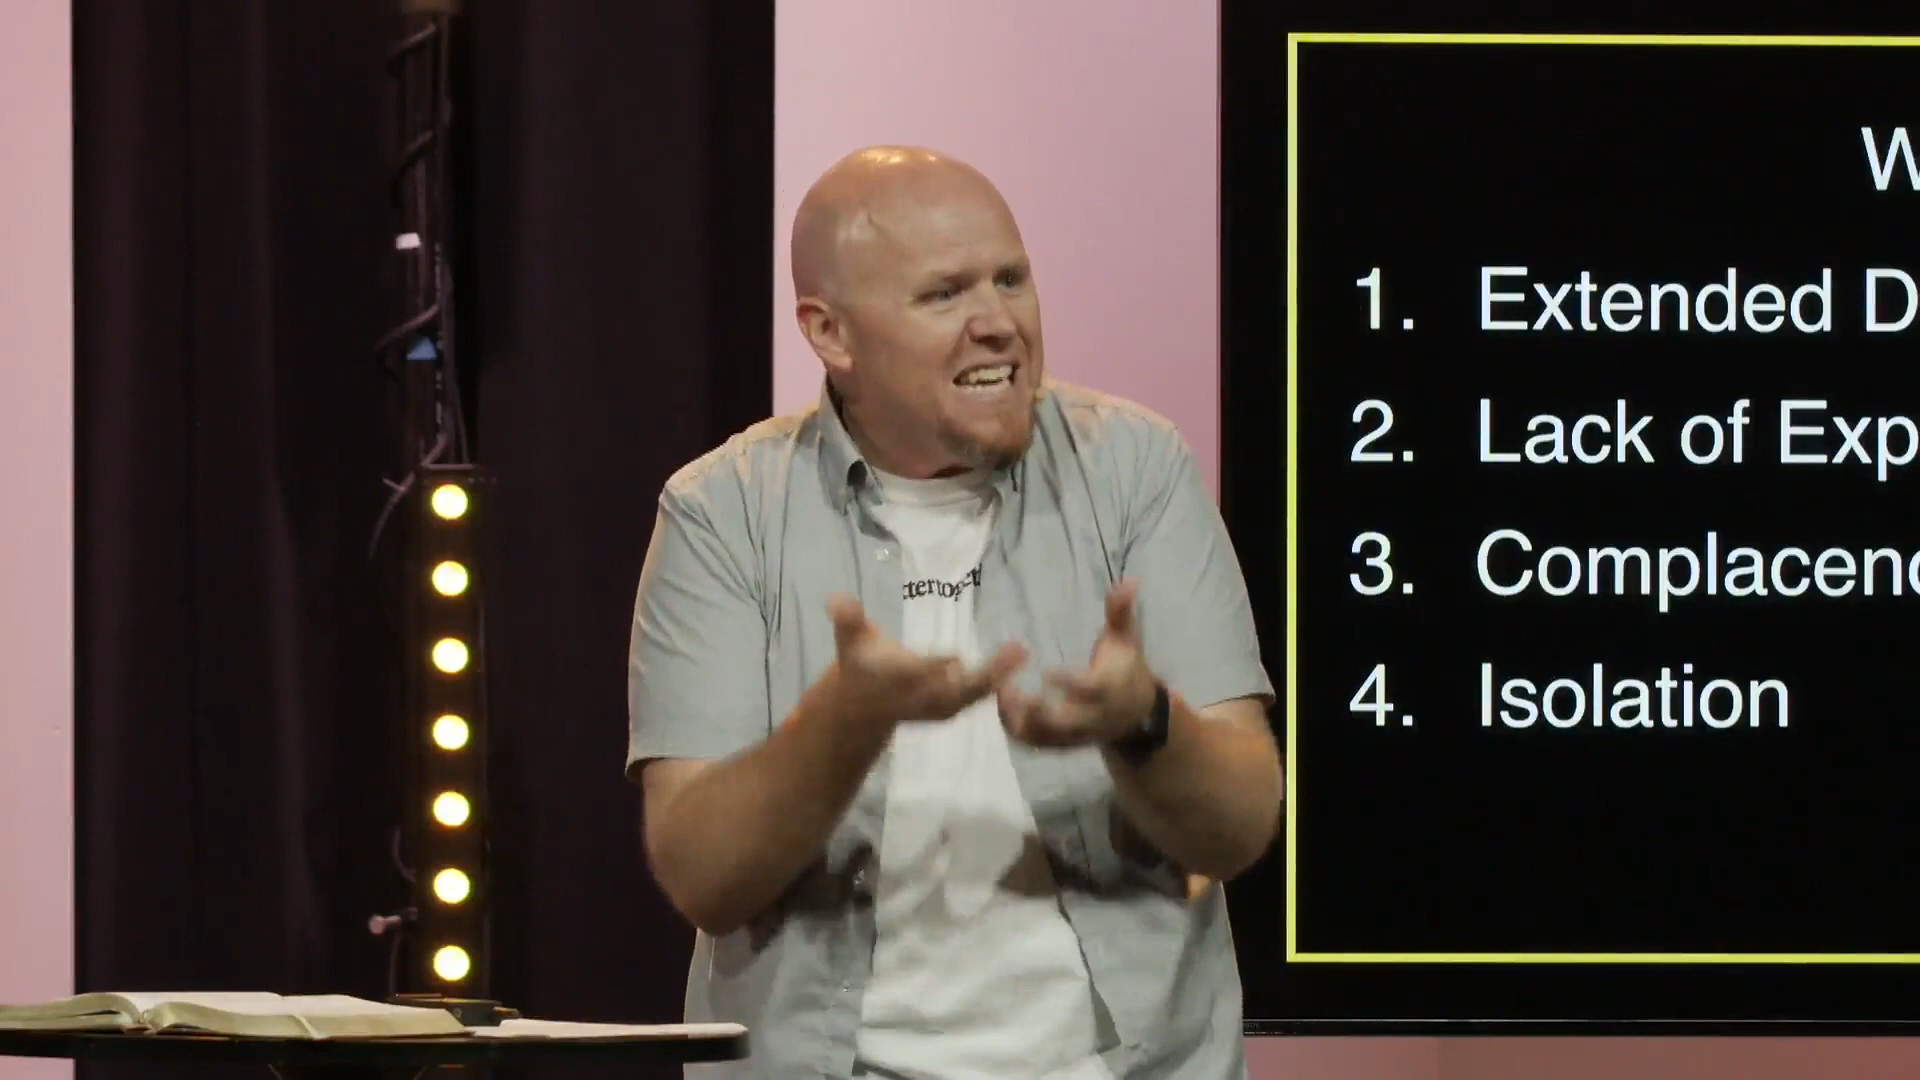 W
1. Extended D
2. Lack of Exp
3. Complacenc
4. Isolation